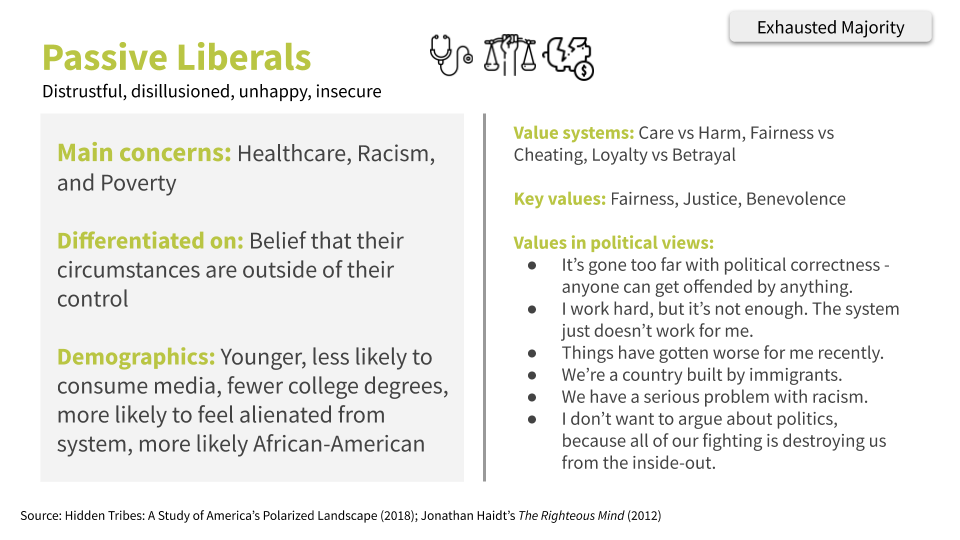 Exhausted Majority
Passive Liberals
Distrustful, disillusioned, unhappy, insecure
Main concerns: Healthcare, Racism,
and Poverty
Differentiated on: Belief that their
circumstances are outside of their
control
Demographics: Younger, less likely to
consume media, fewer college degrees,
more likely to feel alienated from
system, more likely African-American
Value systems: Care vs Harm, Fairness vs
Cheating, Loyalty vs Betrayal
Key values: Fairness, Justice, Benevolence
Values in political views:
● It’s gone too far with political correctness -
anyone can get offended by anything.
● I work hard, but it’s not enough. The system
just doesn’t work for me.
● Things have gotten worse for me recently.
● We’re a country built by immigrants.
● We have a serious problem with racism.
● I don’t want to argue about politics,
because all of our fighting is destroying us
from the inside-out.
Source: Hidden Tribes: A Study of America’s Polarized Landscape (2018); Jonathan Haidt’s The Righteous Mind (2012)